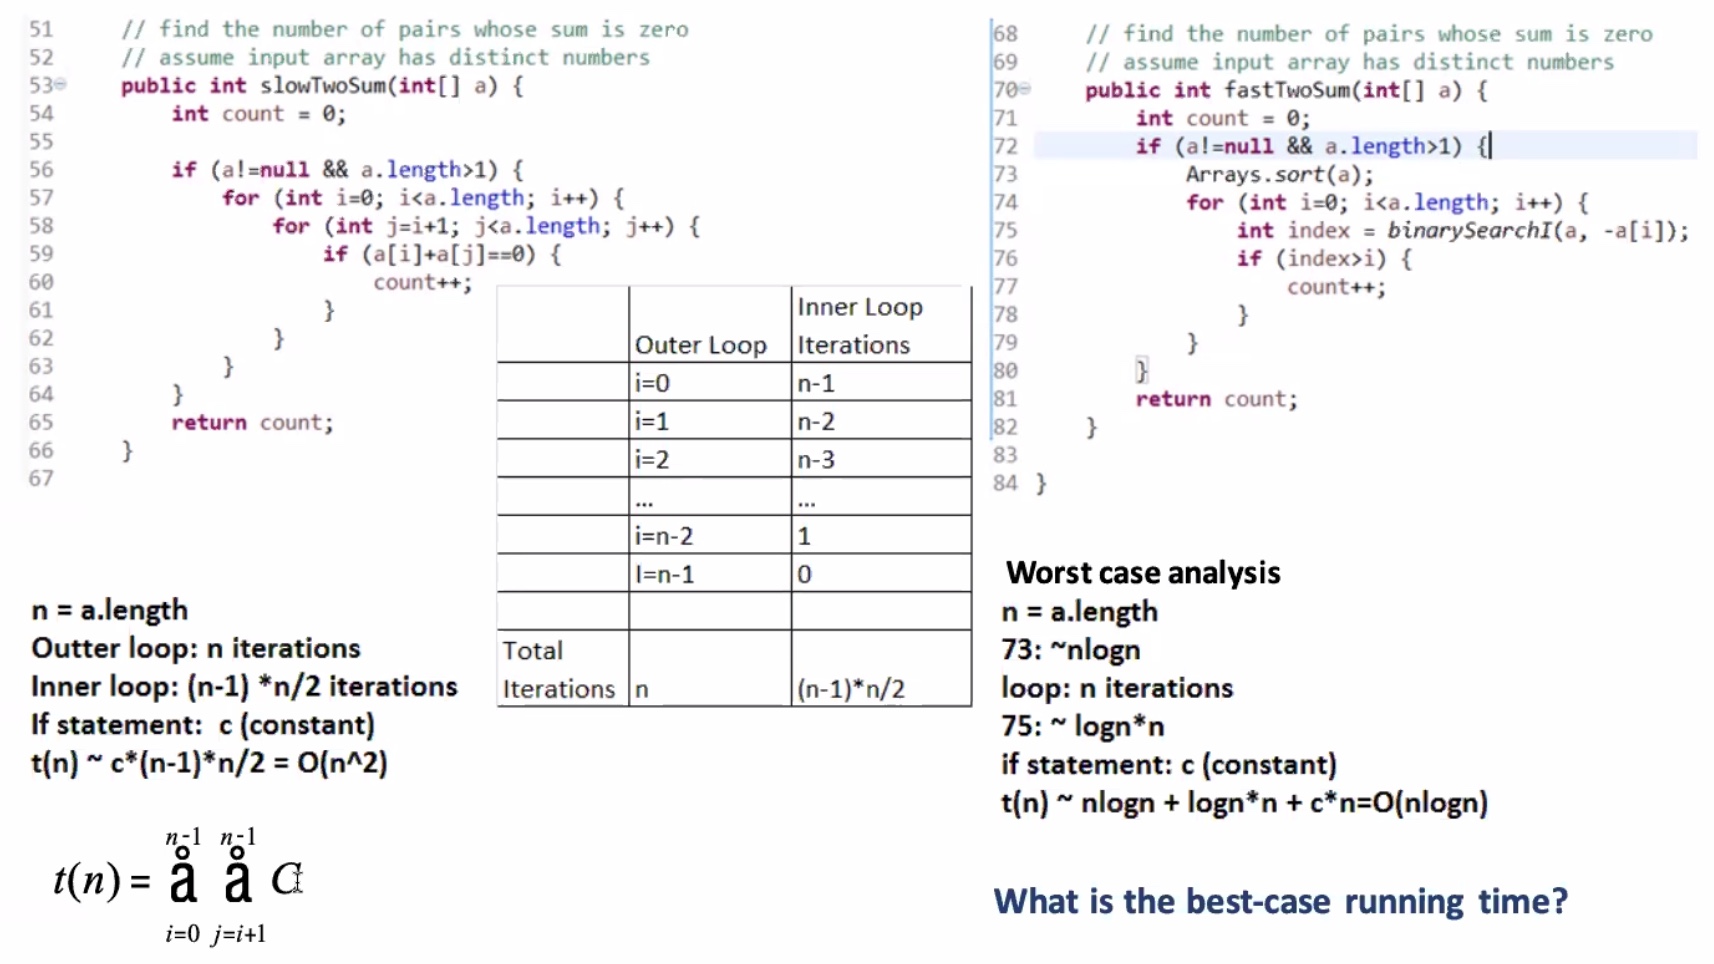 51 // find the number of pairs whose sum is zero
52 // assume input array has distinct numbers
53 public int slowTwoSum(int[] a) {
54 int count = 0;
55
56 if (a!=null && a.length>1) {
57 for (int i=0; i<a.length; i++) {
58 for (int j=i+1; j<a.length; j++) {
59 if (a[i]+a[j]==0) {
60 count++;
61 }
62 }
63 }
64 }
65 return count;
66 }
67
Outer Loop Inner Loop Iterations
i=0 n-1
i=1 n-2
i=2 n-3
... ...
i=n-2 1
I=n-1 0
Total Iterations n (n-1)*n/2
n = a.length
Outter loop: n iterations
Inner loop: (n-1) *n/2 iterations
If statement: c (constant)
t(n) ~ c*(n-1)*n/2 = O(n^2)
n-1 n-1
t(n) = å å C
i=0 j=i+1
68 // find the number of pairs whose sum is zero
69 // assume input array has distinct numbers
70 public int fastTwoSum(int[] a) {
71 int count = 0;
72 if (a!=null && a.length>1) {
73 Arrays.sort(a);
74 for (int i=0; i<a.length; i++) {
75 int index = binarySearchI(a, -a[i]);
76 if (index>i) {
77 count++;
78 }
79 }
80 }
81 return count;
82 }
83
84 }
Worst case analysis
n = a.length
73: ~nlogn
loop: n iterations
75: ~ logn*n
if statement: c (constant)
t(n) ~ nlogn + logn*n + c*n=O(nlogn)
What is the best-case running time?